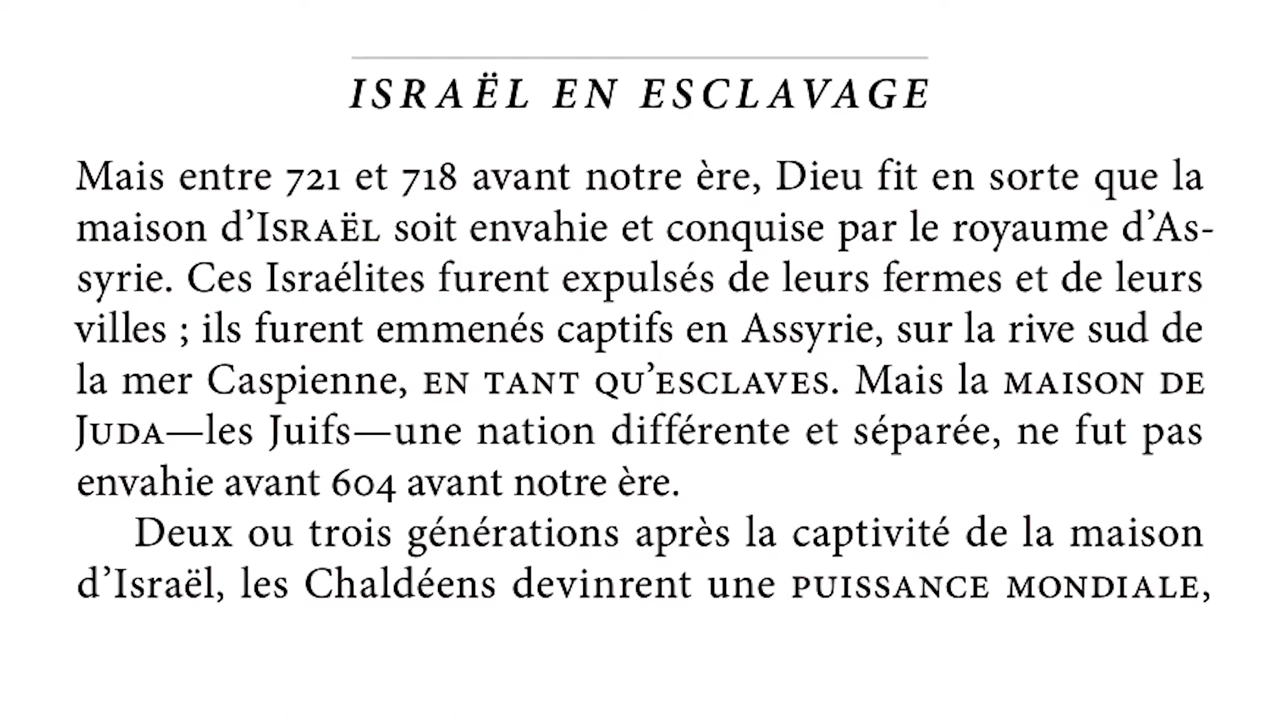 ISRAËL EN ESCLAVAGE
Mais entre 721 et 718 avant notre ère, Dieu fit en sorte que la
maison d’Israël soit envahie et conquise par le royaume d’As-
syrie. Ces Israélites furent expulsés de leurs fermes et de leurs
villes ; ils furent emmenés captifs en Assyrie, sur la rive sud de
la mer Caspienne, EN TANT QU’ESCLAVES. Mais la MAISON DE
JUDA—les Juifs—une nation différente et séparée, ne fut pas
envahie avant 604 avant notre ère.
Deux ou trois générations après la captivité de la maison
d’Israël, les Chaldéens devinrent une PUISSANCE MONDIALE,